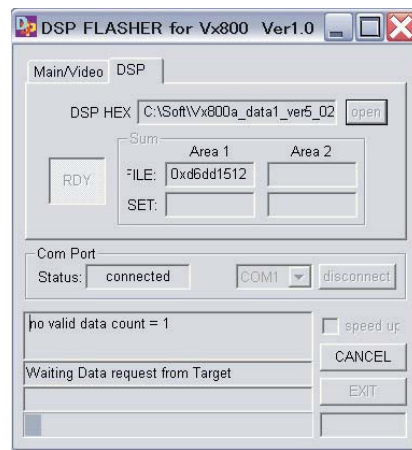 DSP FLASHER for Vx800 Ver1.0
Main/Video DSP
DSP HEX C:\Soft\Vx800a_data1_ver5_02 open
Sum
Area 1 Area 2
RDY FILE: 0xd6dd1512
SET:
Com Port
Status: connected COM1 disconnect
no valid data count = 1
speed up
CANCEL
Waiting Data request from Target
EXIT